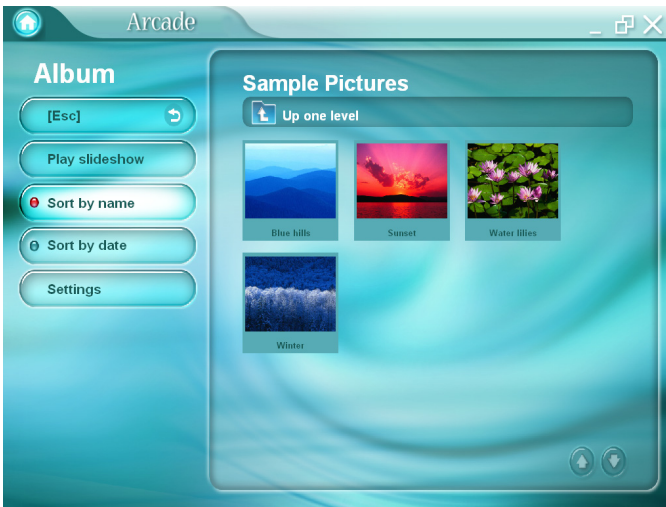 Arcade
Album
[Esc]
Play slideshow
Sort by name
Sort by date
Settings
Sample Pictures
Up one level
Blue hills
Sunset
Water lilies
Winter